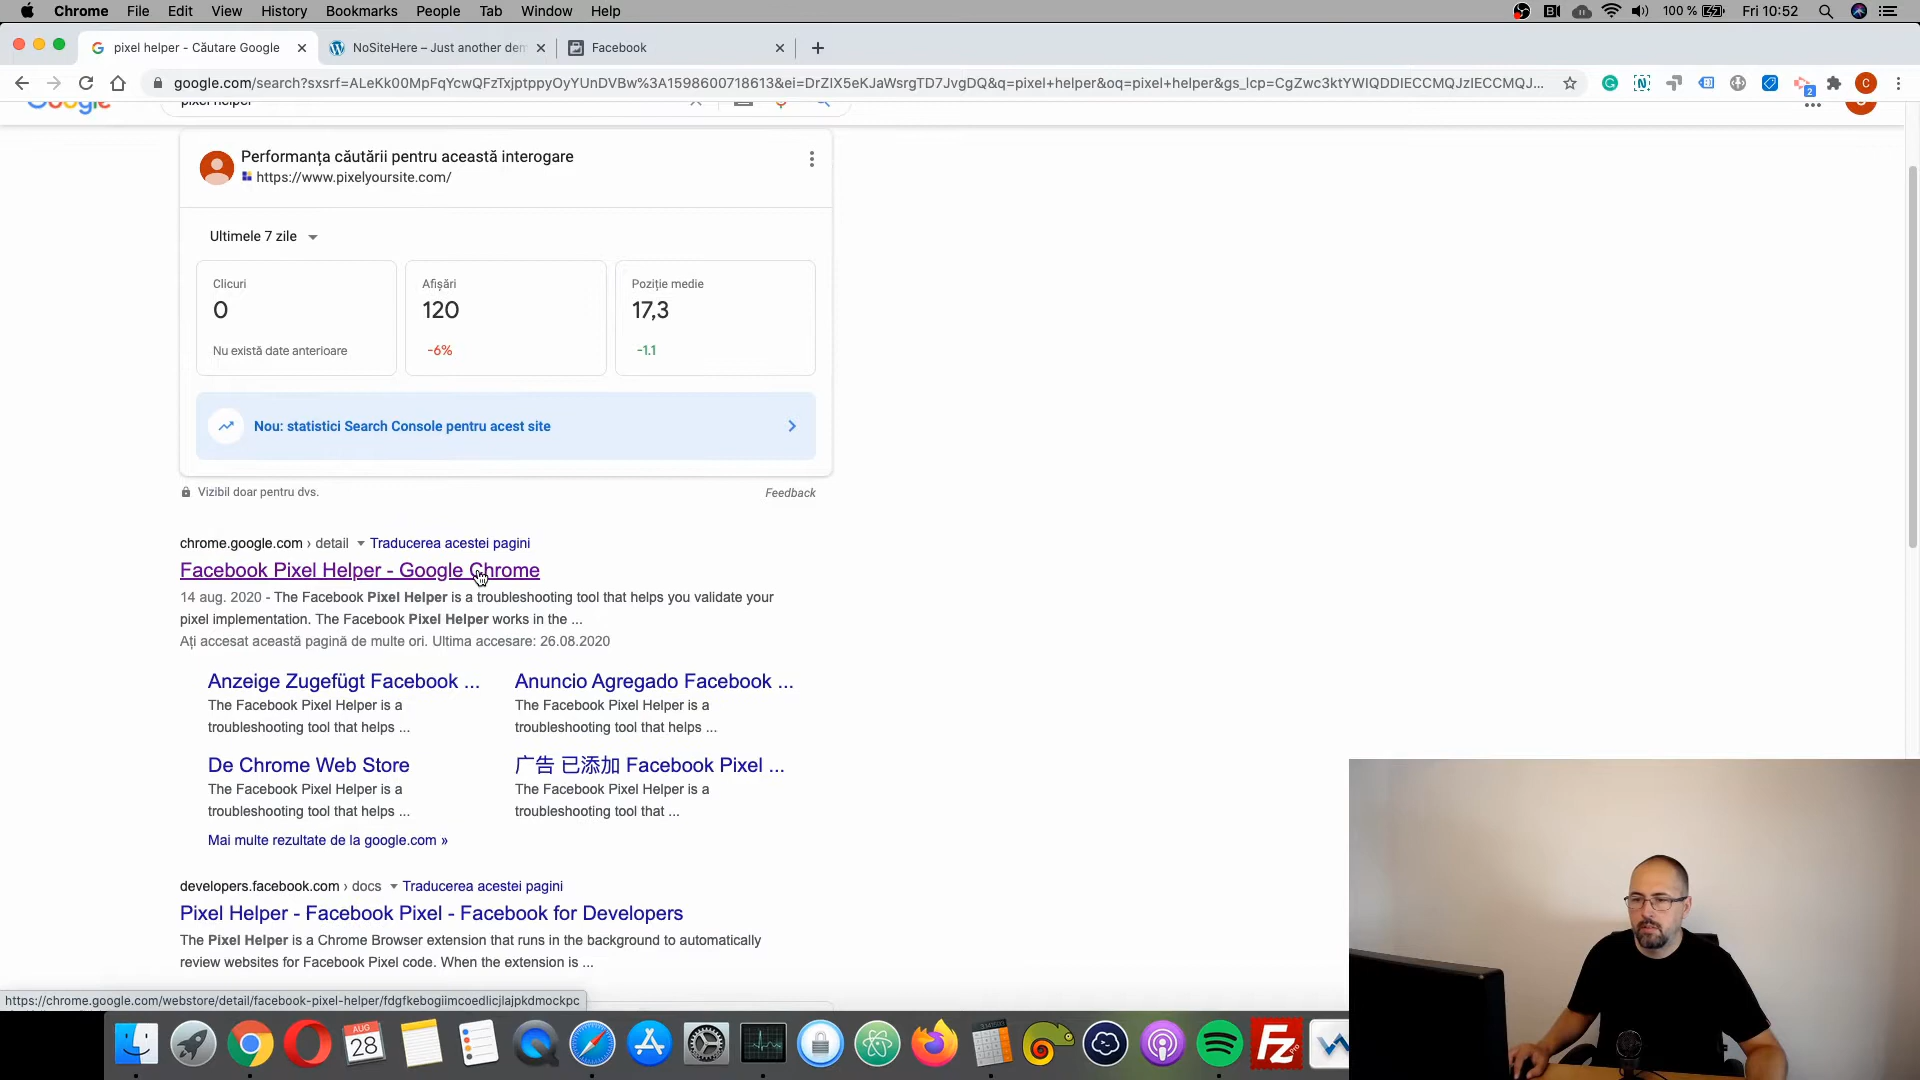 Chrome File Edit View History Bookmarks People Tab Window Help 100 % Fri 10:52
pixel helper - Căutare Google
NoSiteHere – Just another dem
Facebook
google.com/search?sxsrf=ALeKk00MpFqYcwQFzTxjptppyOyYUnDVBw%3A1598600718613&ei=DrZIX5eKJaWsrgTD7JvgDQ&q=pixel+helper&oq=pixel+helper&gs_lcp=CgZwc3ktYWIQDDIECCMQJzIECCMQJ...
2
C
Performanța căutării pentru această interogare
https://www.pixelyoursite.com/
Ultimele 7 zile
Clicuri
0
Nu există date anterioare
Afișări
120
-6%
Poziție medie
17,3
-1.1
Nou: statistici Search Console pentru acest site
Vizibil doar pentru dvs.
Feedback
chrome.google.com › detail Traducerea acestei pagini
Facebook Pixel Helper - Google Chrome
14 aug. 2020 - The Facebook Pixel Helper is a troubleshooting tool that helps you validate your
pixel implementation. The Facebook Pixel Helper works in the ...
Ați accesat această pagină de multe ori. Ultima accesare: 26.08.2020
Anzeige Zugefügt Facebook ...
The Facebook Pixel Helper is a
troubleshooting tool that helps ...
Anuncio Agregado Facebook ...
The Facebook Pixel Helper is a
troubleshooting tool that helps ...
De Chrome Web Store
The Facebook Pixel Helper is a
troubleshooting tool that helps ...
广告 已添加 Facebook Pixel ...
The Facebook Pixel Helper is a
troubleshooting tool that ...
Mai multe rezultate de la google.com »
developers.facebook.com › docs Traducerea acestei pagini
Pixel Helper - Facebook Pixel - Facebook for Developers
The Pixel Helper is a Chrome Browser extension that runs in the background to automatically
review websites for Facebook Pixel code. When the extension is ...
https://chrome.google.com/webstore/detail/facebook-pixel-helper/fdgfkebogiimcoedlicjlajpkdmockpc
AUG
28
Fz